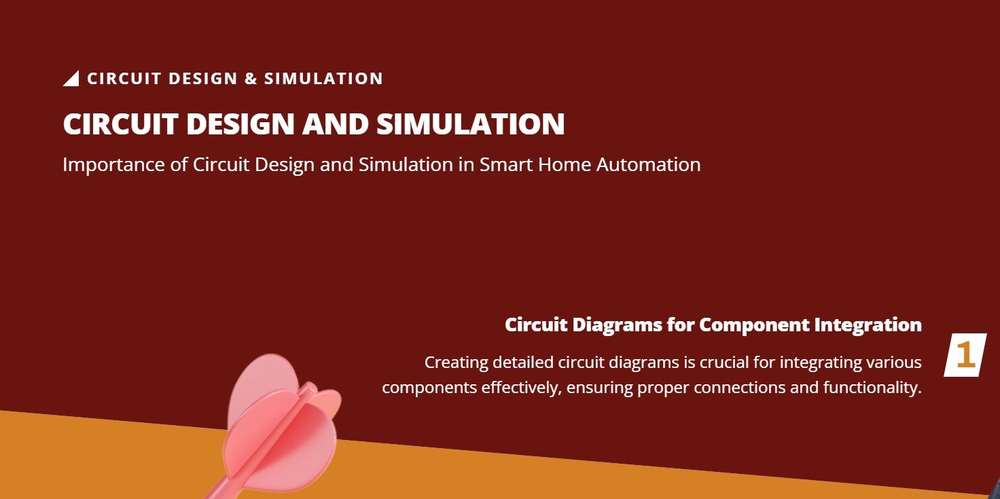 CIRCUIT DESIGN & SIMULATION
CIRCUIT DESIGN AND SIMULATION
Importance of Circuit Design and Simulation in Smart Home Automation
Circuit Diagrams for Component Integration
Creating detailed circuit diagrams is crucial for integrating various
components effectively, ensuring proper connections and functionality.
1